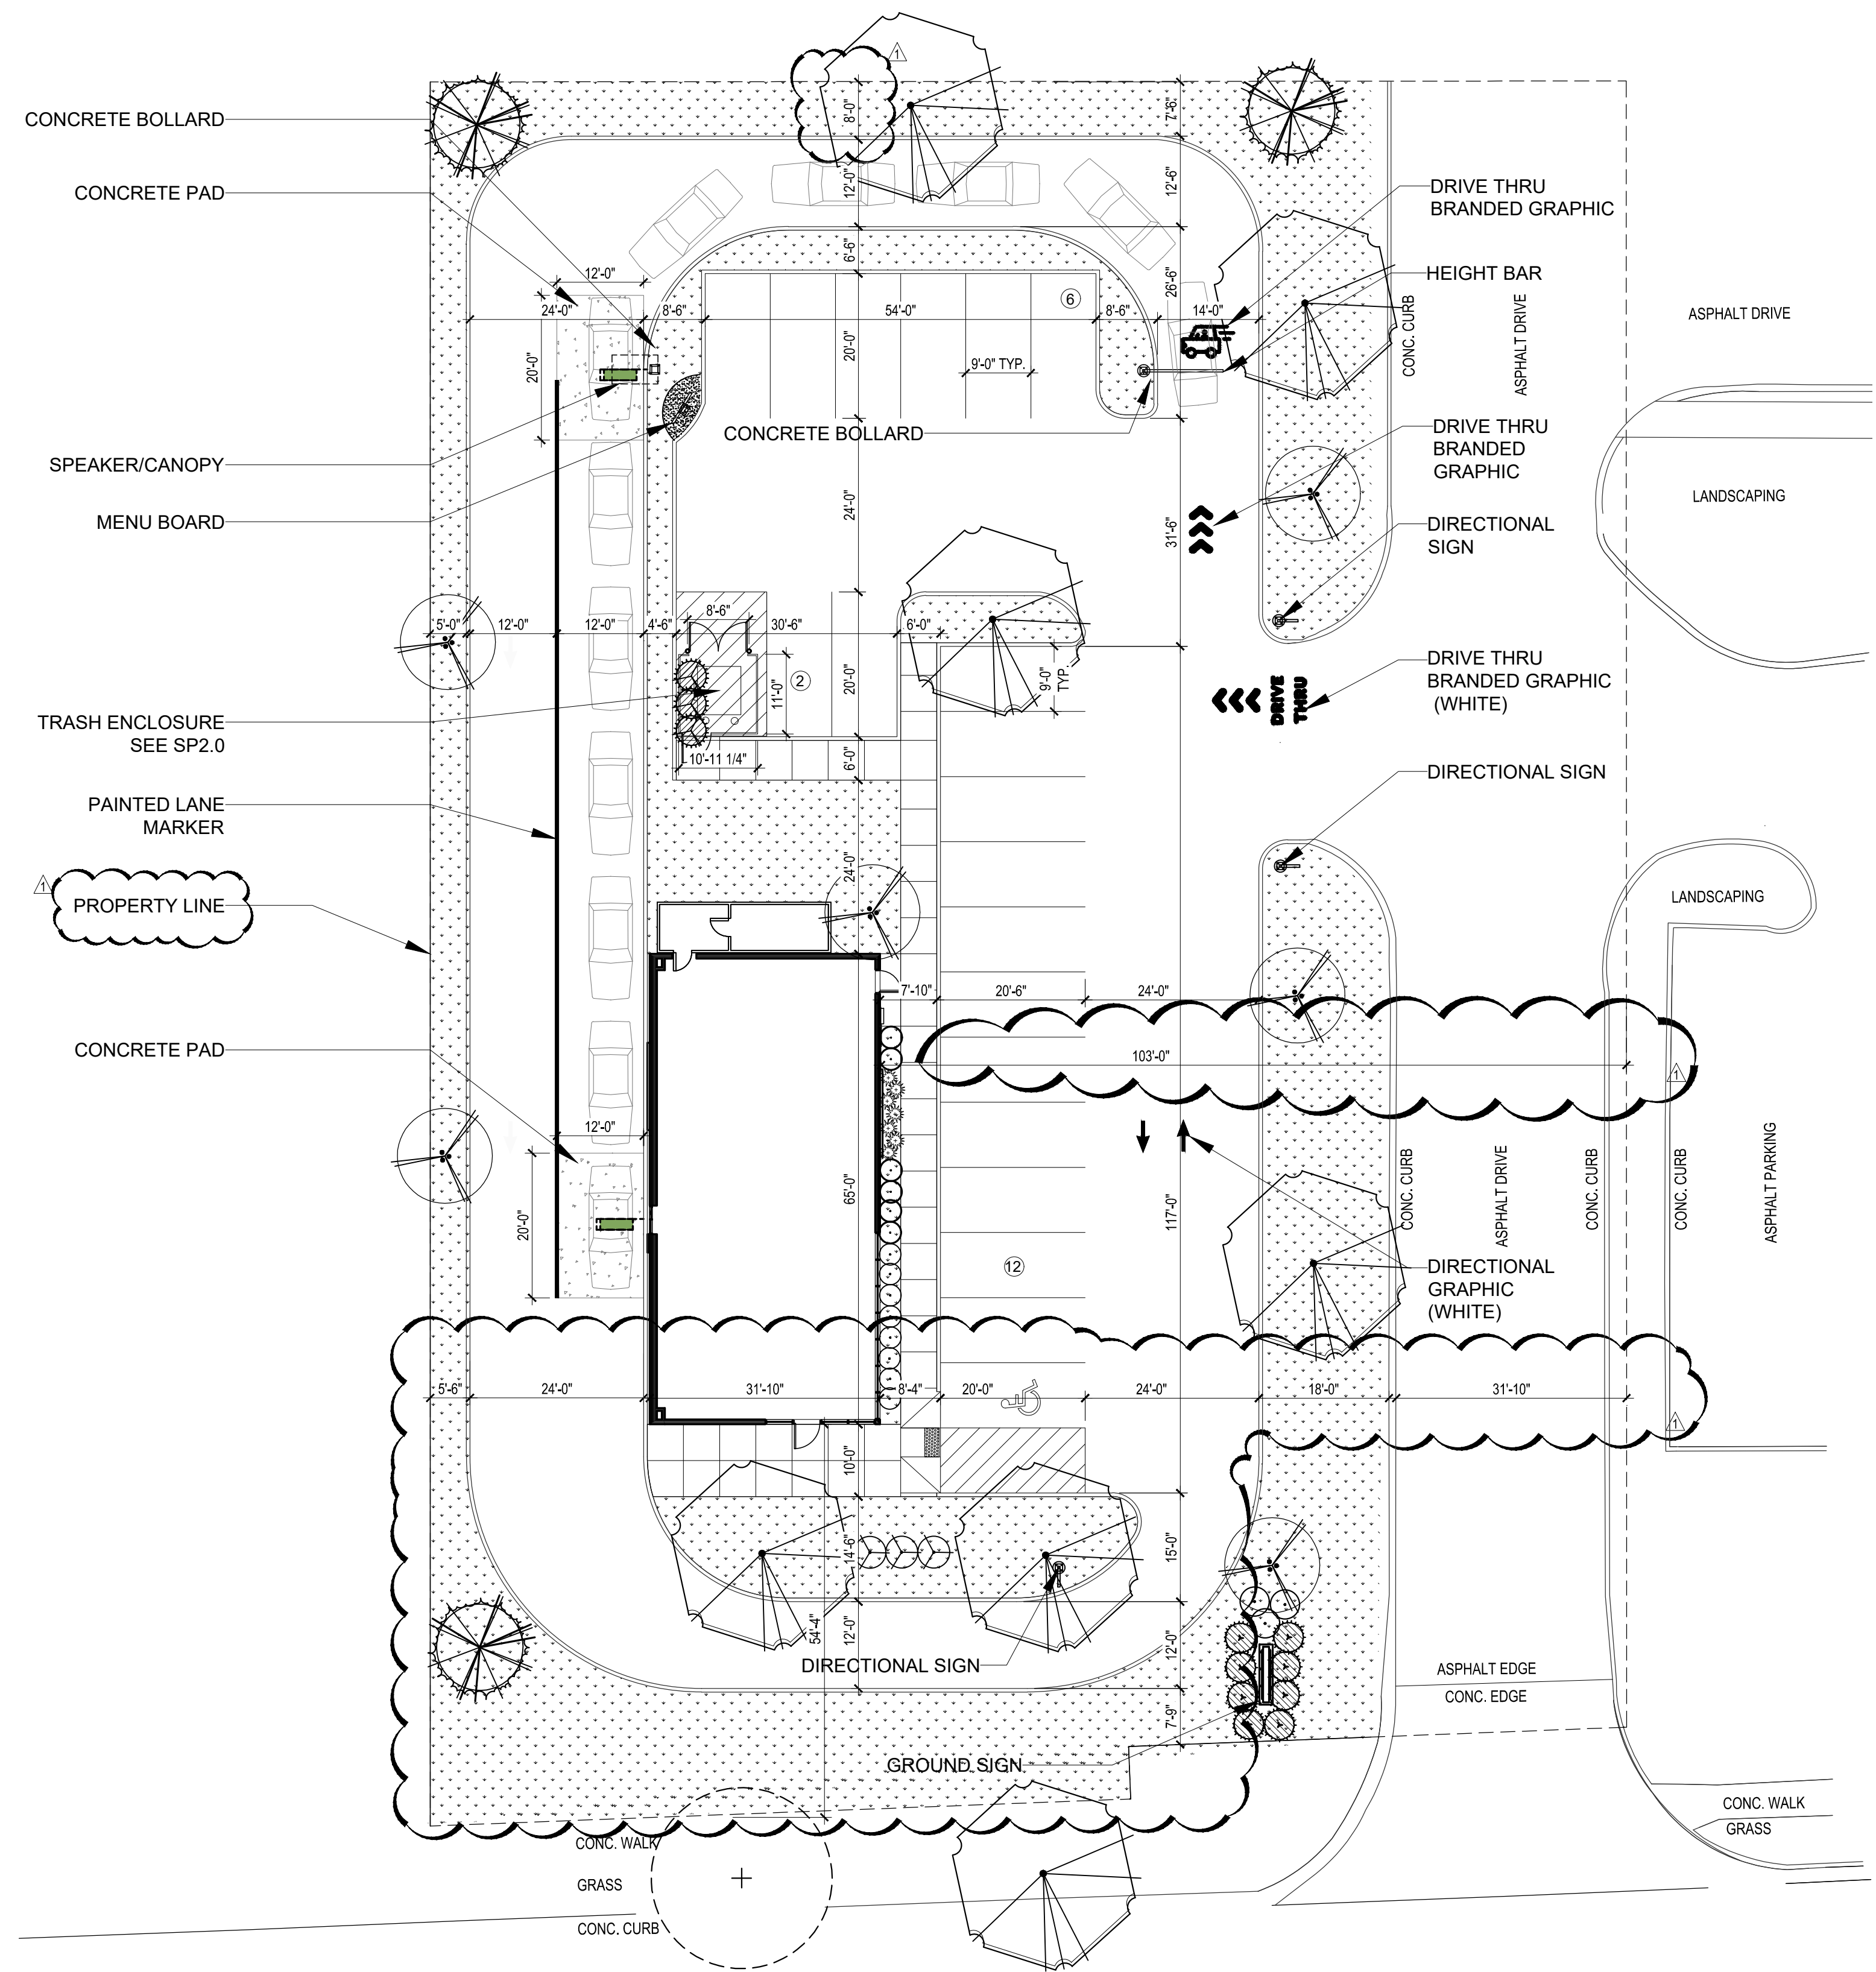 1
8'-0"
7'-6"
CONCRETE BOLLARD
CONCRETE PAD
12'-0"
12'-6"
DRIVE THRU
BRANDED GRAPHIC
6'-6"
12'-0"
26'-6"
HEIGHT BAR
6
24'-0"
8'-6"
54'-0"
8'-6"
14'-0"
CONC. CURB
ASPHALT DRIVE
ASPHALT DRIVE
20'-0"
20'-0"
9'-0" TYP.
CONCRETE BOLLARD
DRIVE THRU
BRANDED
GRAPHIC
SPEAKER/CANOPY
MENU BOARD
24'-0"
31'-6"
LANDSCAPING
DIRECTIONAL
SIGN
8'-6"
5'-0"
12'-0"
12'-0"
4'-6"
30'-6"
6'-0"
DRIVE THRU
BRANDED GRAPHIC
(WHITE)
11'-0"
2
20'-0"
9'-0"
TYP.
DRIVE
THRU
TRASH ENCLOSURE
SEE SP2.0
10'-11 1/4"
6'-0"
DIRECTIONAL SIGN
PAINTED LANE
MARKER
24'-0"
1
PROPERTY LINE
LANDSCAPING
7'-10"
20'-6"
24'-0"
CONCRETE PAD
103'-0"
1
12'-0"
20'-0"
65'-0"
117'-0"
CONC. CURB
ASPHALT DRIVE
CONC. CURB
CONC. CURB
ASPHALT PARKING
12
DIRECTIONAL
GRAPHIC
(WHITE)
5'-6"
24'-0"
31'-10"
8'-4"
20'-0"
24'-0"
18'-0"
31'-10"
1
10'-0"
14'-6"
15'-0"
54'-4"
12'-0"
12'-0"
DIRECTIONAL SIGN
ASPHALT EDGE
CONC. EDGE
7'-9"
GROUND SIGN
CONC. WALK
GRASS
CONC. WALK
GRASS
CONC. CURB